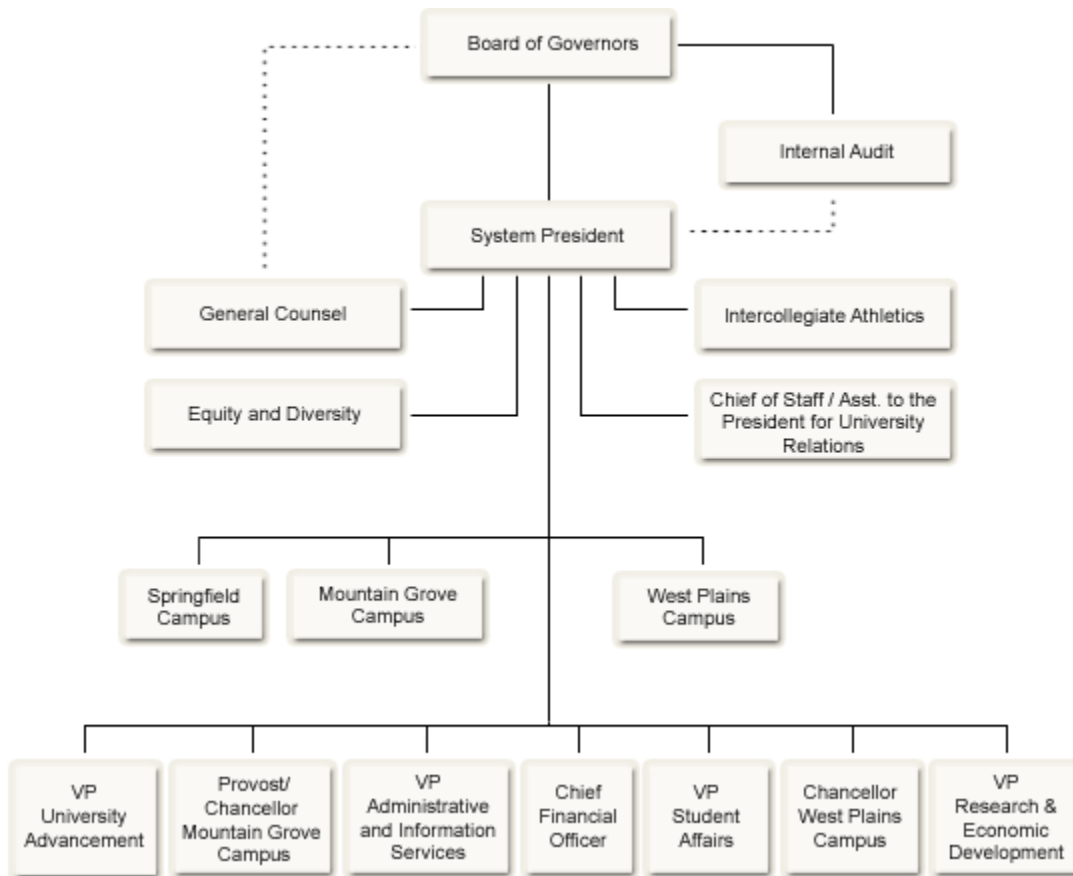 Board of Governors
Internal Audit
System President
General Counsel
Intercollegiate Athletics
Equity and Diversity
Chief of Staff / Asst. to the
President for University
Relations
Springfield
Campus
Mountain Grove
Campus
West Plains
Campus
VP
University
Advancement
Provost/
Chancellor
Mountain Grove
Campus
VP
Administrative
and Information
Services
Chief
Financial
Officer
VP
Student
Affairs
Chancellor
West Plains
Campus
VP
Research &
Economic
Development